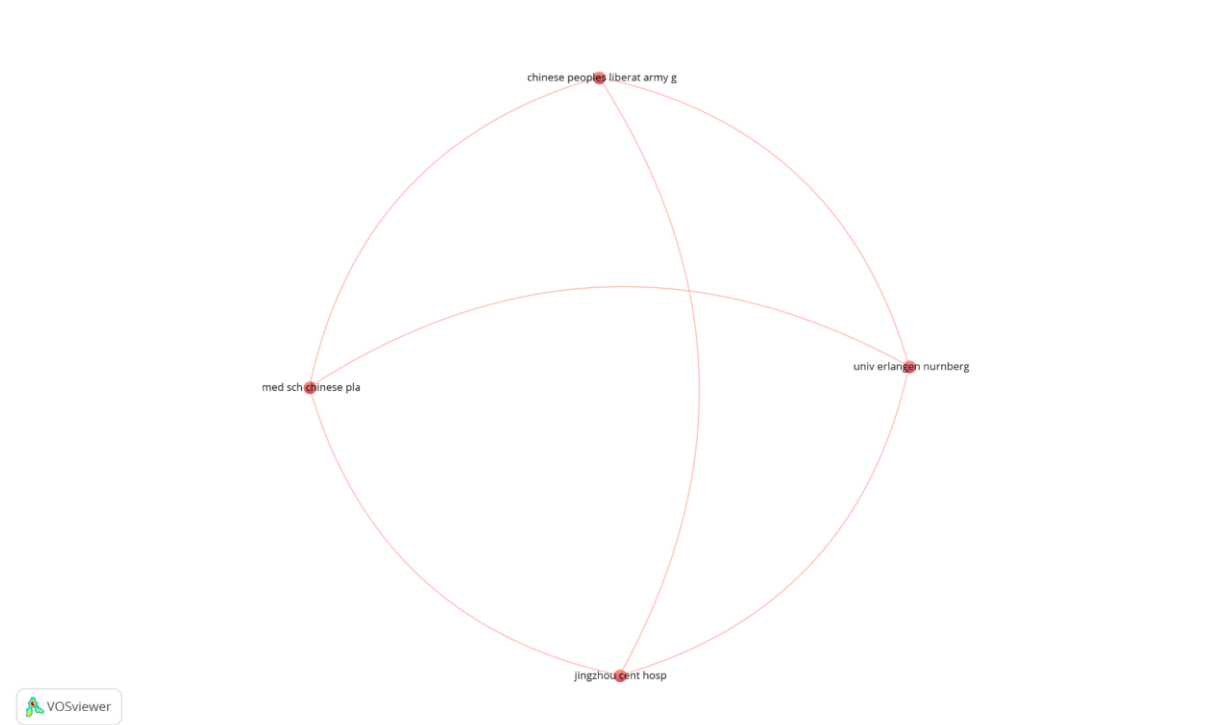 chinese peoples liberat army g
univ erlangen nurnberg
med sch chinese pla
jingzhou cent hosp
VOSviewer